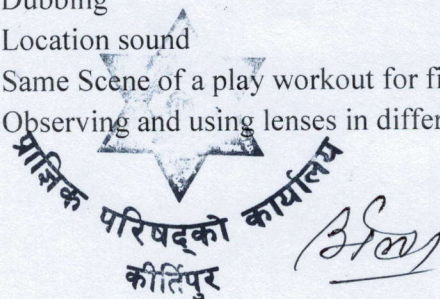 Dubbing
Location sound
Same Scene of a play workout for fi
Observing and using lenses in differ
प्राज्ञिक परिषद्को कार्यालय
कीर्तिपुर